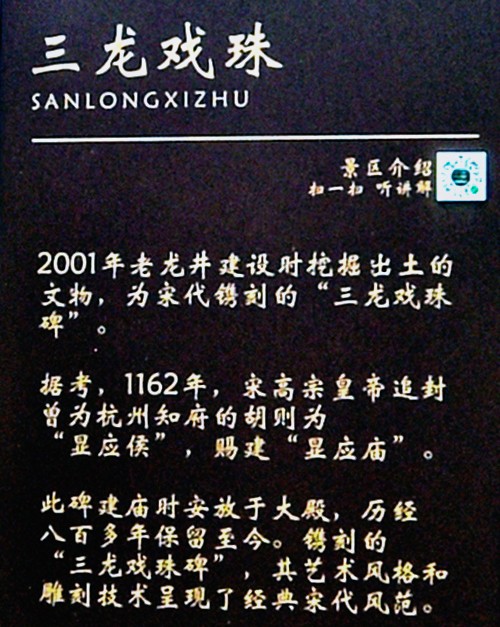 三龙戏珠
SANLONGXIZHU
景区介绍
扫一扫 听讲解
2001年老龙井建设时挖掘出土的
文物，为宋代镌刻的“三龙戏珠
碑”。
据考，1162年，宋高宗皇帝追封
曾为杭州知府的胡则为
“显应侯”，赐建“显应庙”。
此碑建庙时安放于大殿，历经
八百多年保留至今。镌刻的
“三龙戏珠碑”，其艺术风格和
雕刻技术呈现了经典宋代风范。